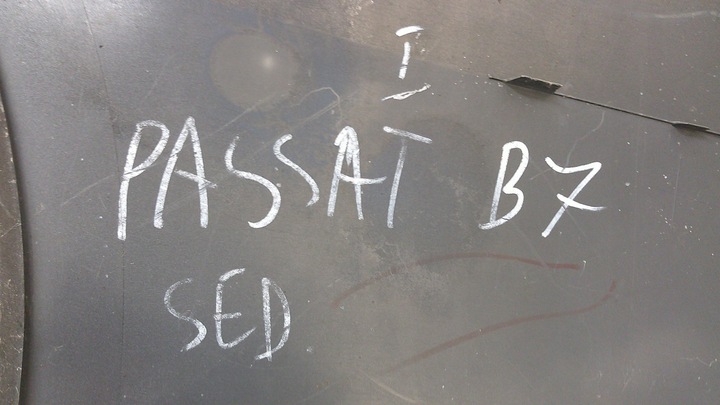 I
PASSAT B7
SED